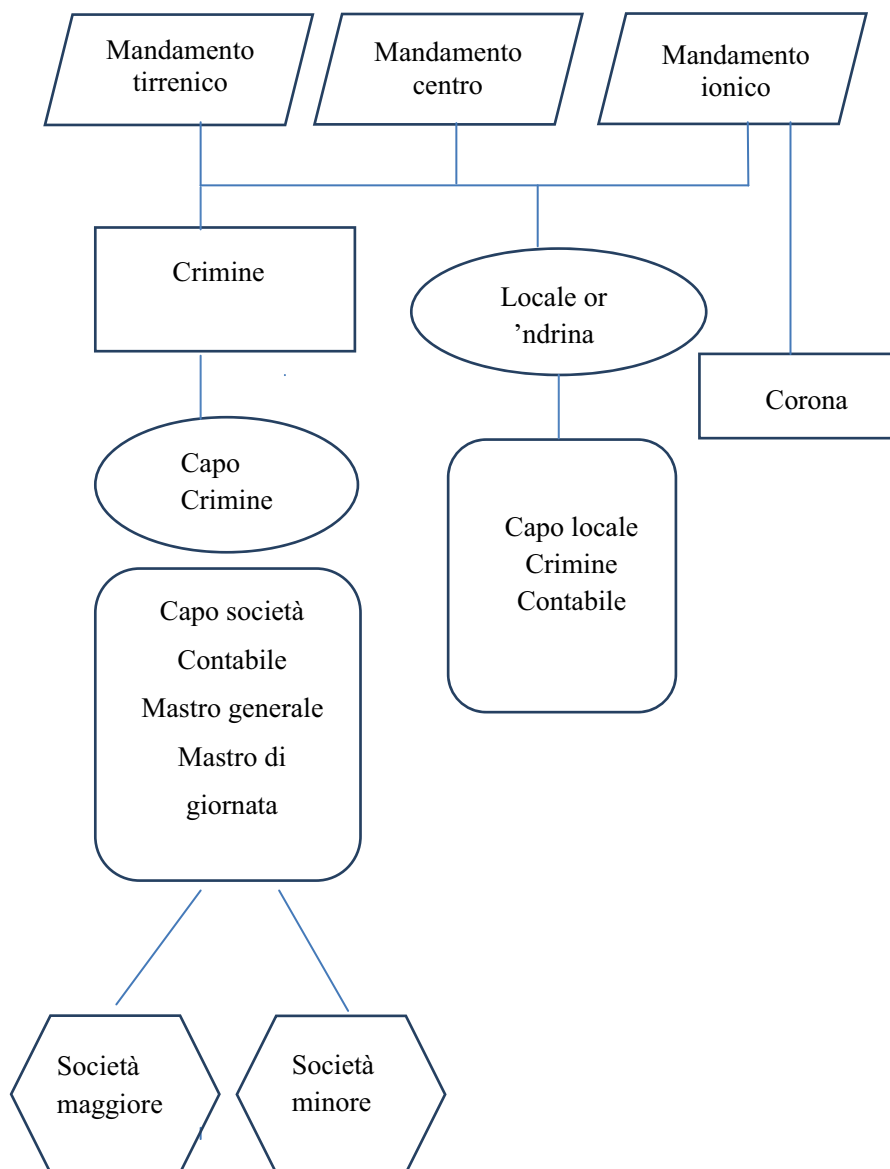 Mandamento
tirrenico
Mandamento
centro
Mandamento
ionico
Crimine
Locale or
’ndrina
Corona
Capo
Crimine
Capo locale
Crimine
Contabile
Capo società
Contabile
Mastro generale
Mastro di
giornata
Società
maggiore
Società
minore